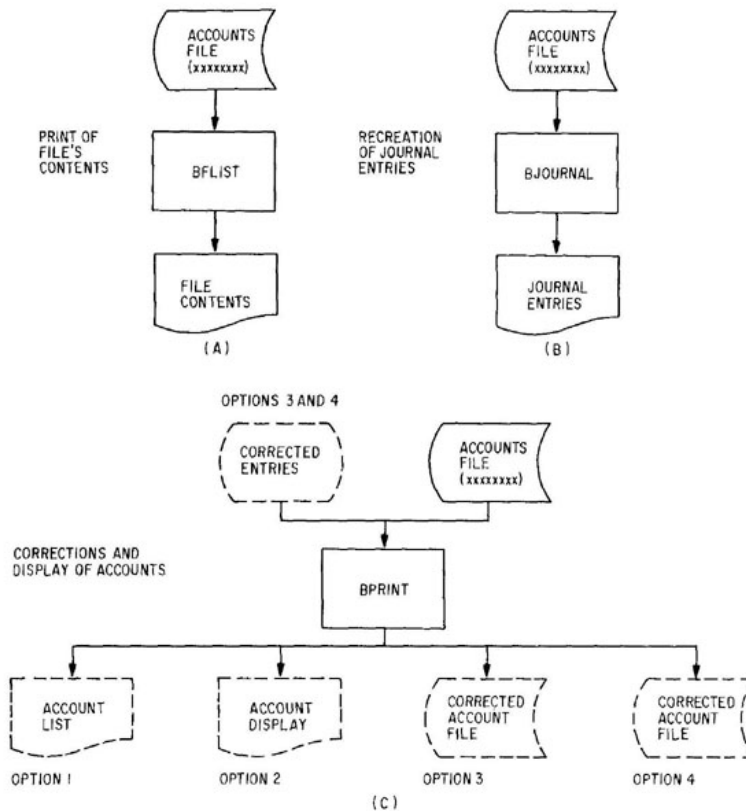 ACCOUNTS
FILE
(xxxxxxxx)
PRINT OF
FILE'S
CONTENTS
BFLIST
FILE
CONTENTS
(A)
ACCOUNTS
FILE
(xxxxxxxx)
RECREATION
OF JOURNAL
ENTRIES
BJOURNAL
JOURNAL
ENTRIES
(B)
OPTIONS 3 AND 4
CORRECTED
ENTRIES
ACCOUNTS
FILE
(xxxxxxxx)
CORRECTIONS AND
DISPLAY OF ACCOUNTS
BPRINT
ACCOUNT
LIST
OPTION 1
ACCOUNT
DISPLAY
OPTION 2
CORRECTED
ACCOUNT
FILE
OPTION 3
CORRECTED
ACCOUNT
FILE
OPTION 4
(C)